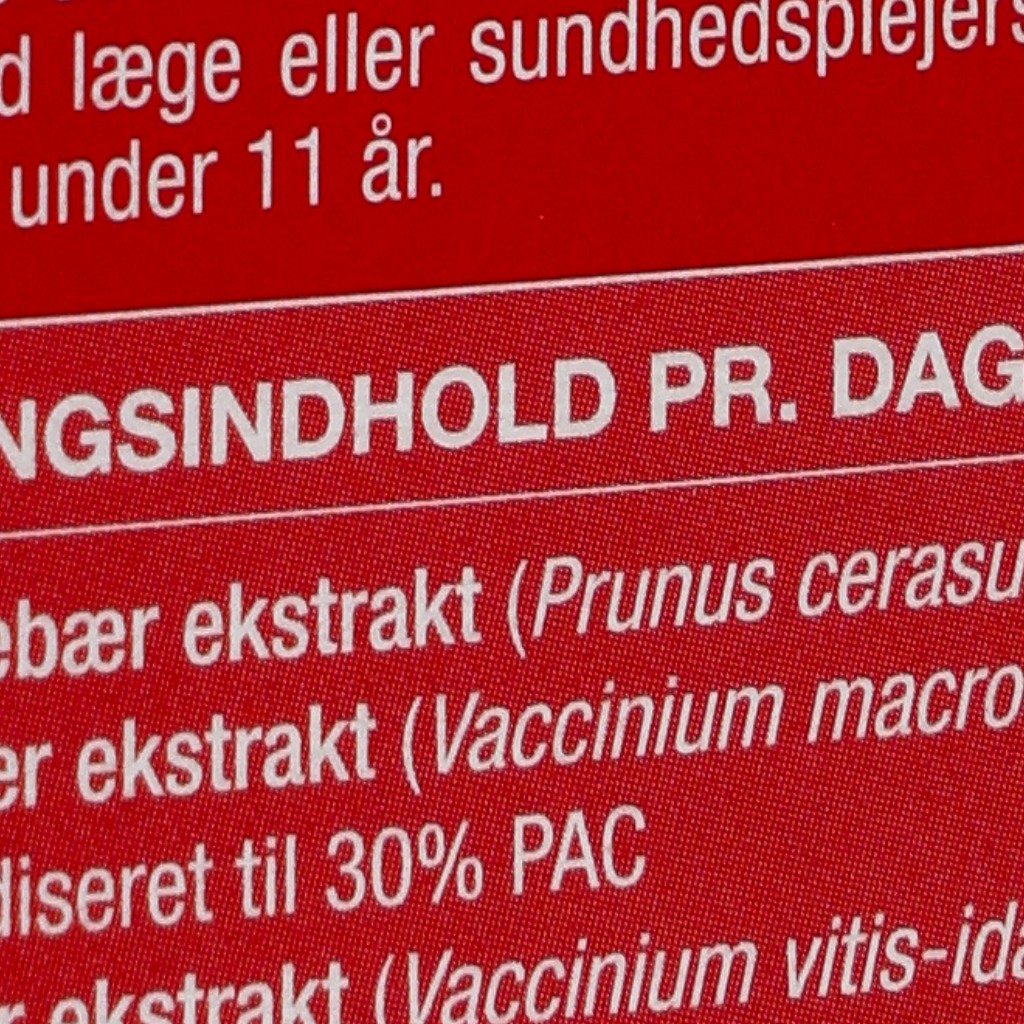 d læge eller sundhedsplejers
under 11 år.
NGSINDHOLD PR. DAG
ebær ekstrakt (Prunus cerasu
er ekstrakt (Vaccinium macro
diseret til 30% PAC
r ekstrakt (Vaccinium vitis-ida